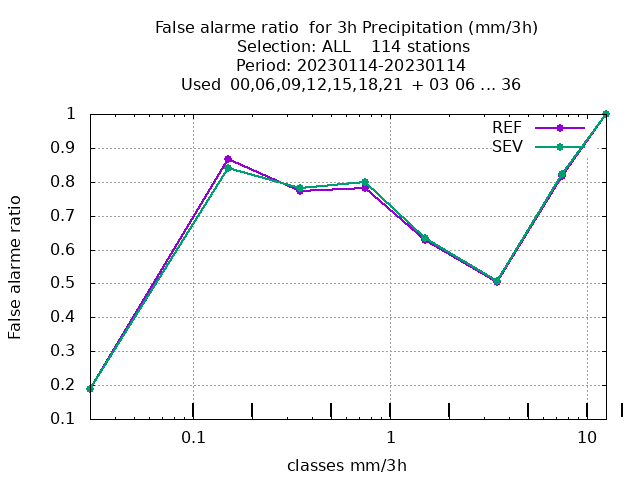 False alarme ratio  for 3h Precipitation (mm/3h)
Selection: ALL    114 stations
Period: 20230114-20230114
Used  00,06,09,12,15,18,21  + 03 06 ... 36
REF
SEV
1
0.9
0.8
0.7
0.6
0.5
0.4
0.3
0.2
0.1
False alarme ratio
0.1
1
10
classes mm/3h